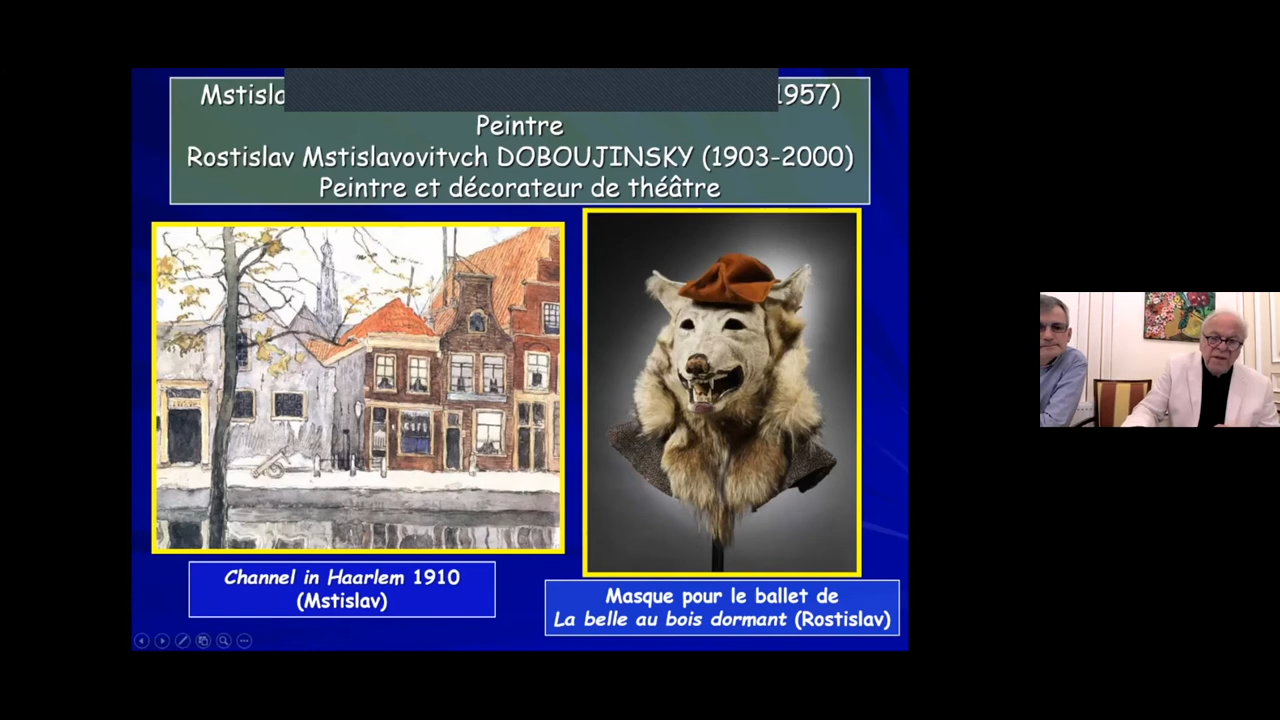 Mstisla 1957)
Peintre
Rostislav Mstislavovitvch DOBOUJINSKY (1903-2000)
Peintre et décorateur de théâtre
Channel in Haarlem 1910
(Mstislav)
Masque pour le ballet de
La belle au bois dormant (Rostislav)